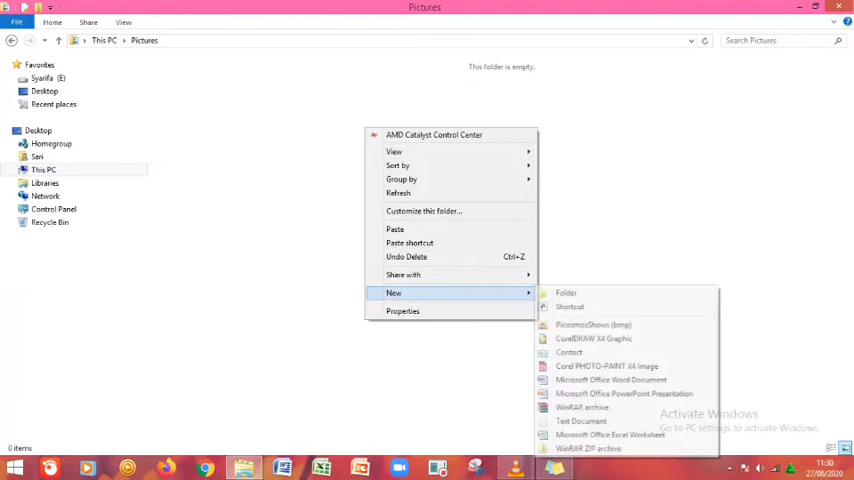 Pictures
File Home Share View
This PC Pictures Search Pictures
Favorites
Syarifa (E)
Desktop
Recent places
Desktop
Homegroup
Sari
This PC
Libraries
Network
Control Panel
Recycle Bin
This folder is empty.
AMD Catalyst Control Center
View
Sort by
Group by
Refresh
Customize this folder...
Paste
Paste shortcut
Undo Delete Ctrl+Z
Share with
New
Properties
Folder
Shortcut
PicosmosShows (bmp)
CorelDRAW X4 Graphic
Contact
Corel PHOTO-PAINT X4 Image
Microsoft Office Word Document
Microsoft Office PowerPoint Presentation
WinRAR archive
Text Document
Microsoft Office Excel Worksheet
WinRAR ZIP archive
Activate Windows
Go to PC settings to activate Windows.
0 items
11:30
27/08/2020